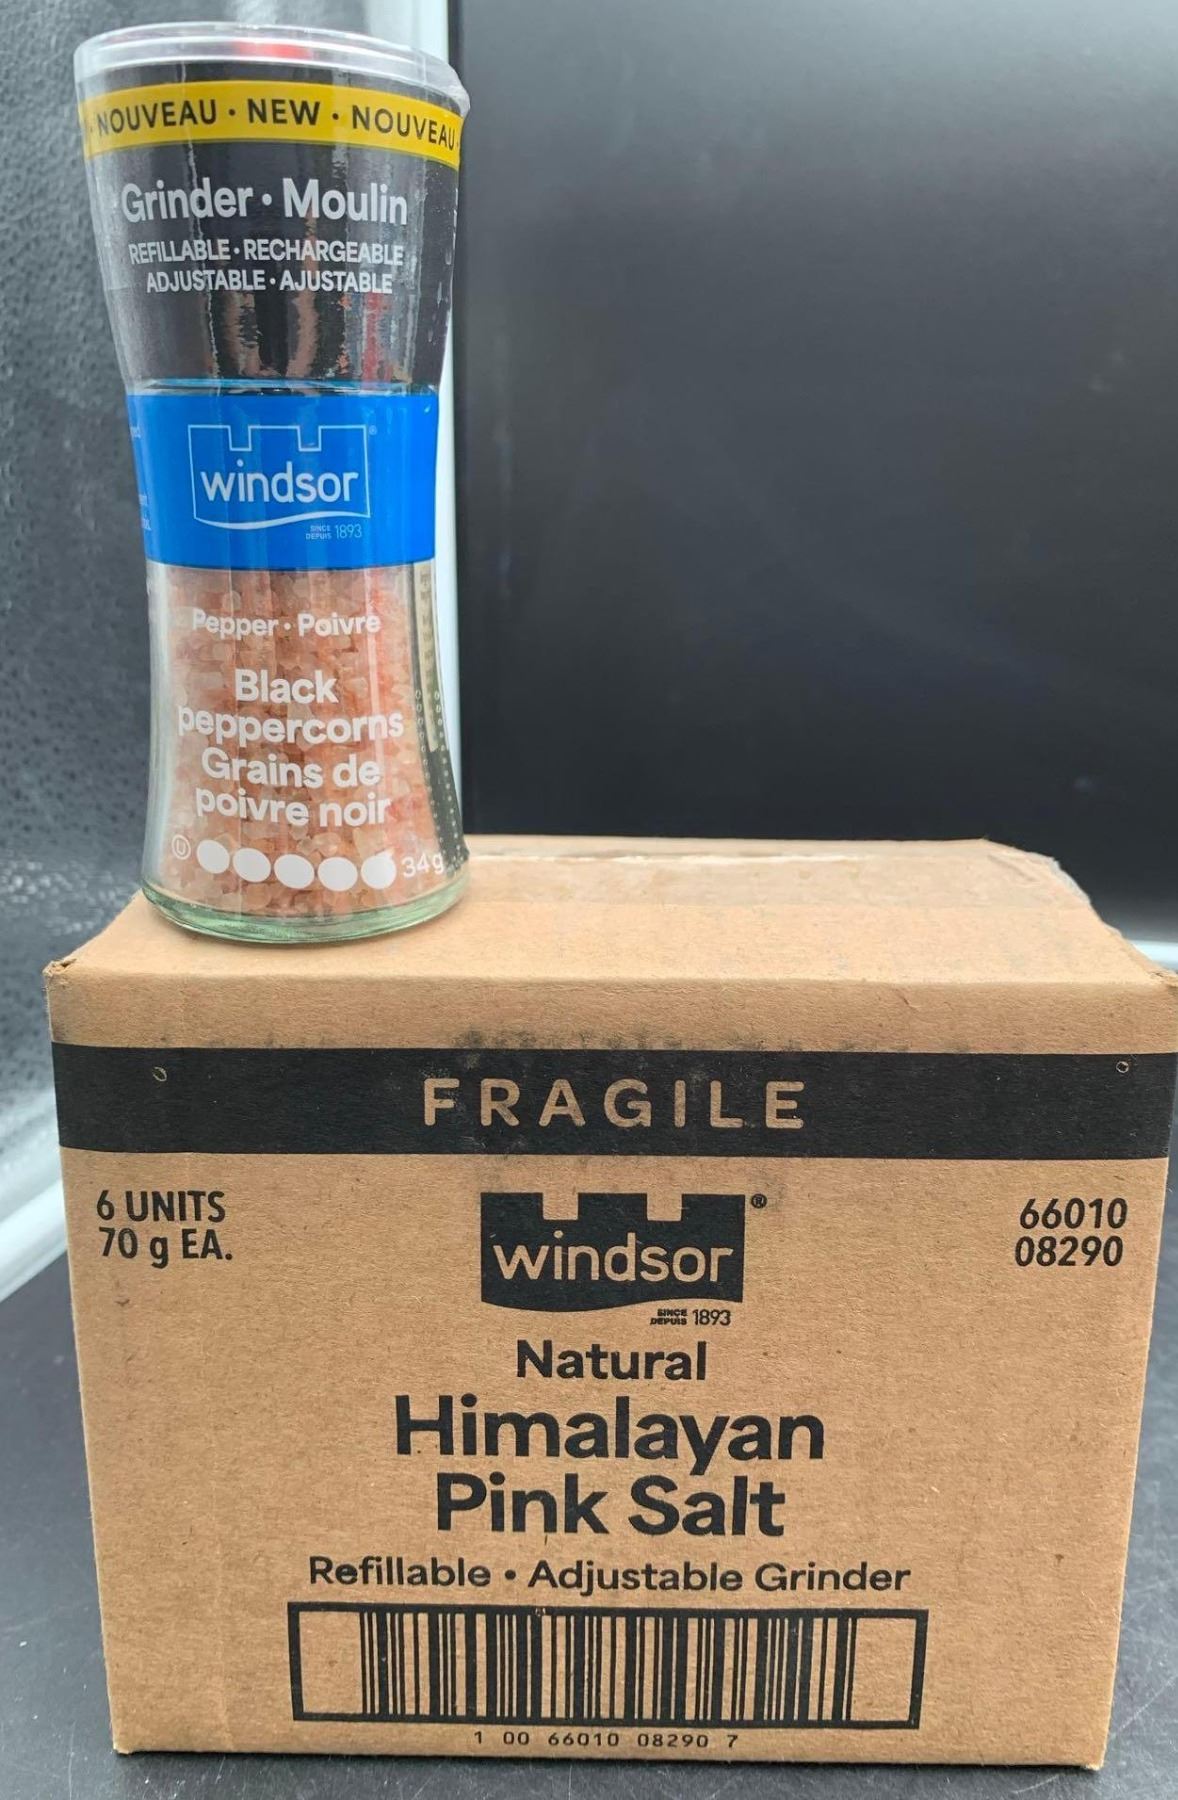 NOUVEAU · NEW · NOUVEAU
Grinder · Moulin
REFILLABLE · RECHARGEABLE
ADJUSTABLE · AJUSTABLE
windsor
®
SINCE
DEPUIS 1893
Pepper · Poivre
Black
peppercorns
Grains de
poivre noir
U 34g
FRAGILE
6 UNITS
70 g EA.
windsor®
SINCE
DEPUIS 1893
66010
08290
Natural
Himalayan
Pink Salt
Refillable · Adjustable Grinder
1 00 66010 08290 7